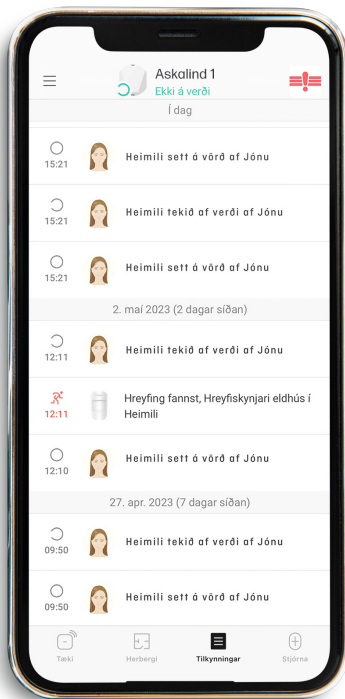 Askalind 1
Ekki á verði
Í dag
15:21
Heimili sett á vörð af Jónu
15:21
Heimili tekið af verði af Jónu
15:21
Heimili sett á vörð af Jónu
2. maí 2023 (2 dagar síðan)
12:11
Heimili tekið af verði af Jónu
12:11
Hreyfing fannst, Hreyfiskynjari eldhús í
Heimili
12:10
Heimili sett á vörð af Jónu
27. apr. 2023 (7 dagar síðan)
09:50
Heimili tekið af verði af Jónu
09:50
Heimili sett á vörð af Jónu
Tæki
Herbergi
Tilkynningar
Stjórna